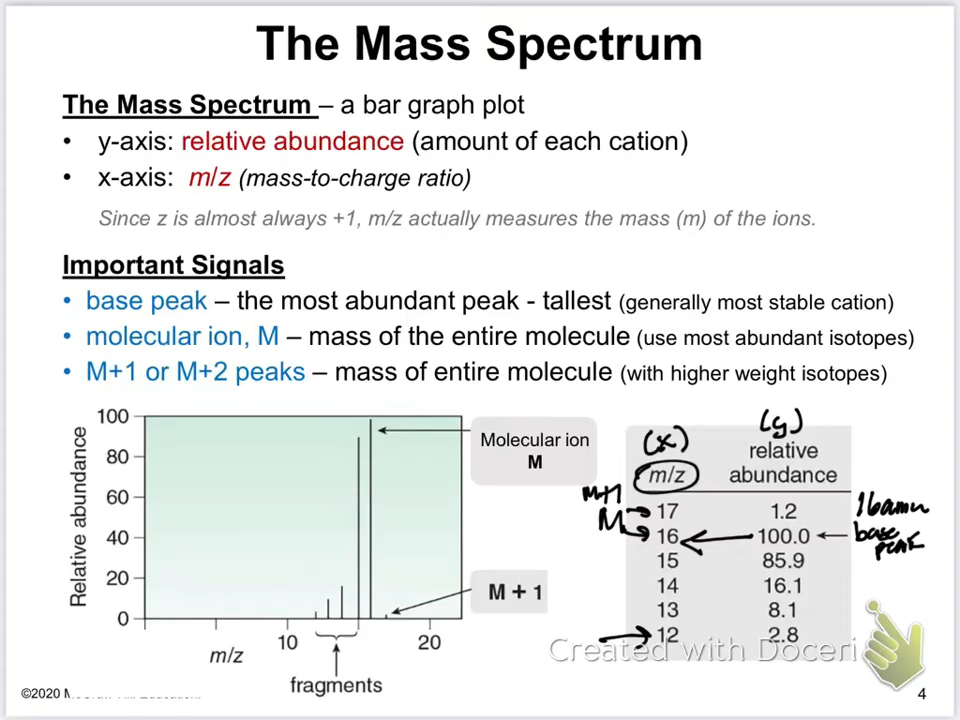 The Mass Spectrum
The Mass Spectrum – a bar graph plot
• y-axis: relative abundance (amount of each cation)
• x-axis: m/z (mass-to-charge ratio)
Since z is almost always +1, m/z actually measures the mass (m) of the ions.
Important Signals
• base peak – the most abundant peak - tallest (generally most stable cation)
• molecular ion, M – mass of the entire molecule (use most abundant isotopes)
• M+1 or M+2 peaks – mass of entire molecule (with higher weight isotopes)
Relative abundance
100
80
60
40
20
0
10
20
m/z
fragments
Molecular ion
M
M + 1
(x)
(y)
m/z
relative
abundance
M+1
17 1.2
16amu
M
16 100.0
base
peak
15 85.9
14 16.1
13 8.1
12 2.8
Created with Doceri
©2020
4